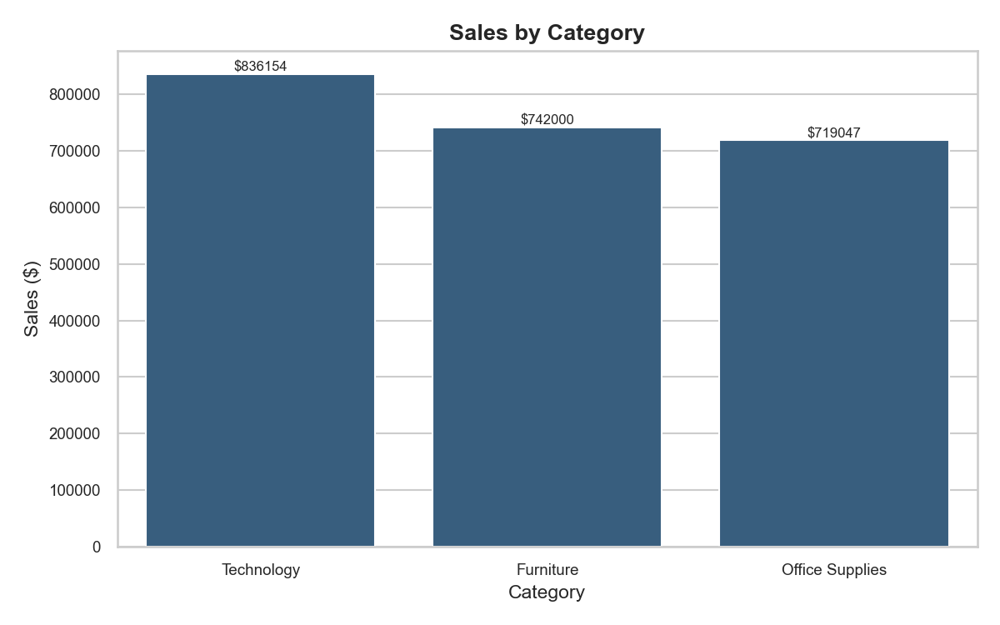 Sales by Category
$836154
$742000
$719047
800000
700000
600000
500000
400000
300000
200000
100000
0
Sales ($)
Technology
Furniture
Office Supplies
Category